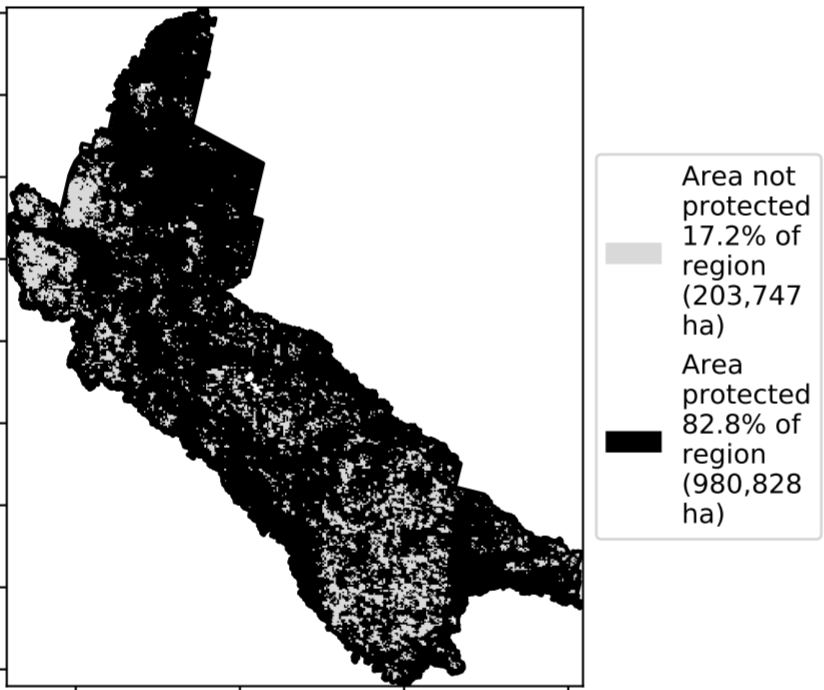 Area not
protected
17.2% of
region
(203,747
ha)
Area
protected
82.8% of
region
(980,828
ha)